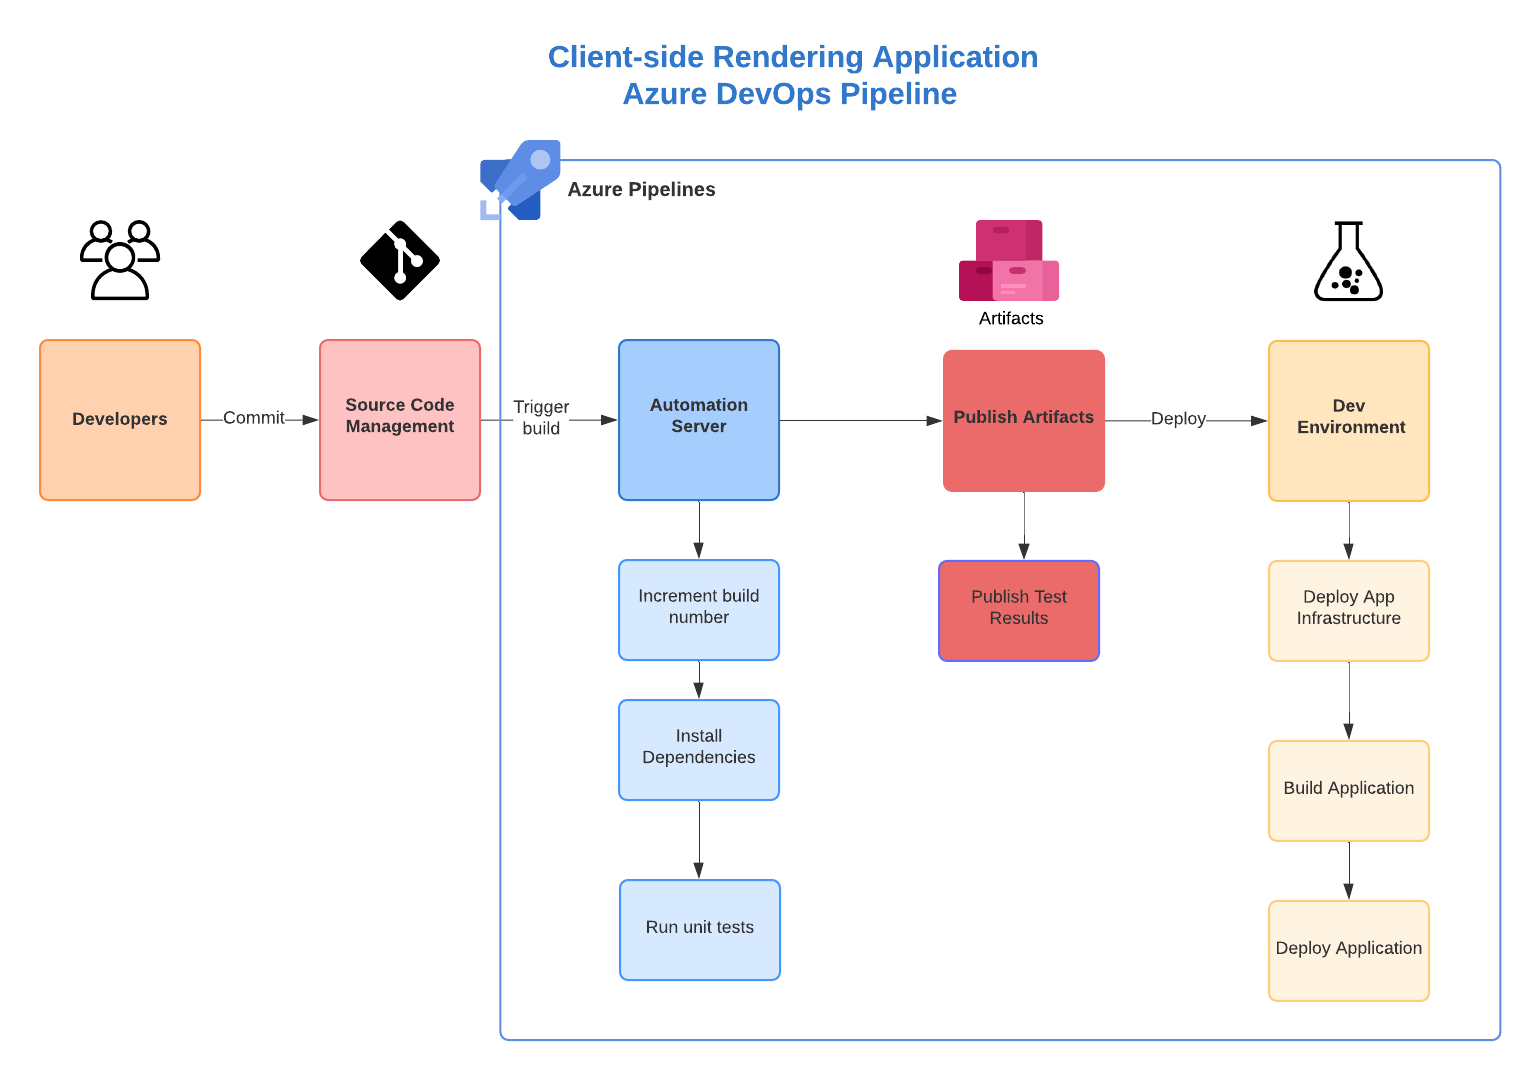 Client-side Rendering Application
Azure DevOps Pipeline
Azure Pipelines
Artifacts
Developers
Commit
Source Code
Management
Trigger
build
Automation
Server
Publish Artifacts
Deploy
Dev
Environment
Increment build
number
Publish Test
Results
Deploy App
Infrastructure
Install
Dependencies
Build Application
Run unit tests
Deploy Application